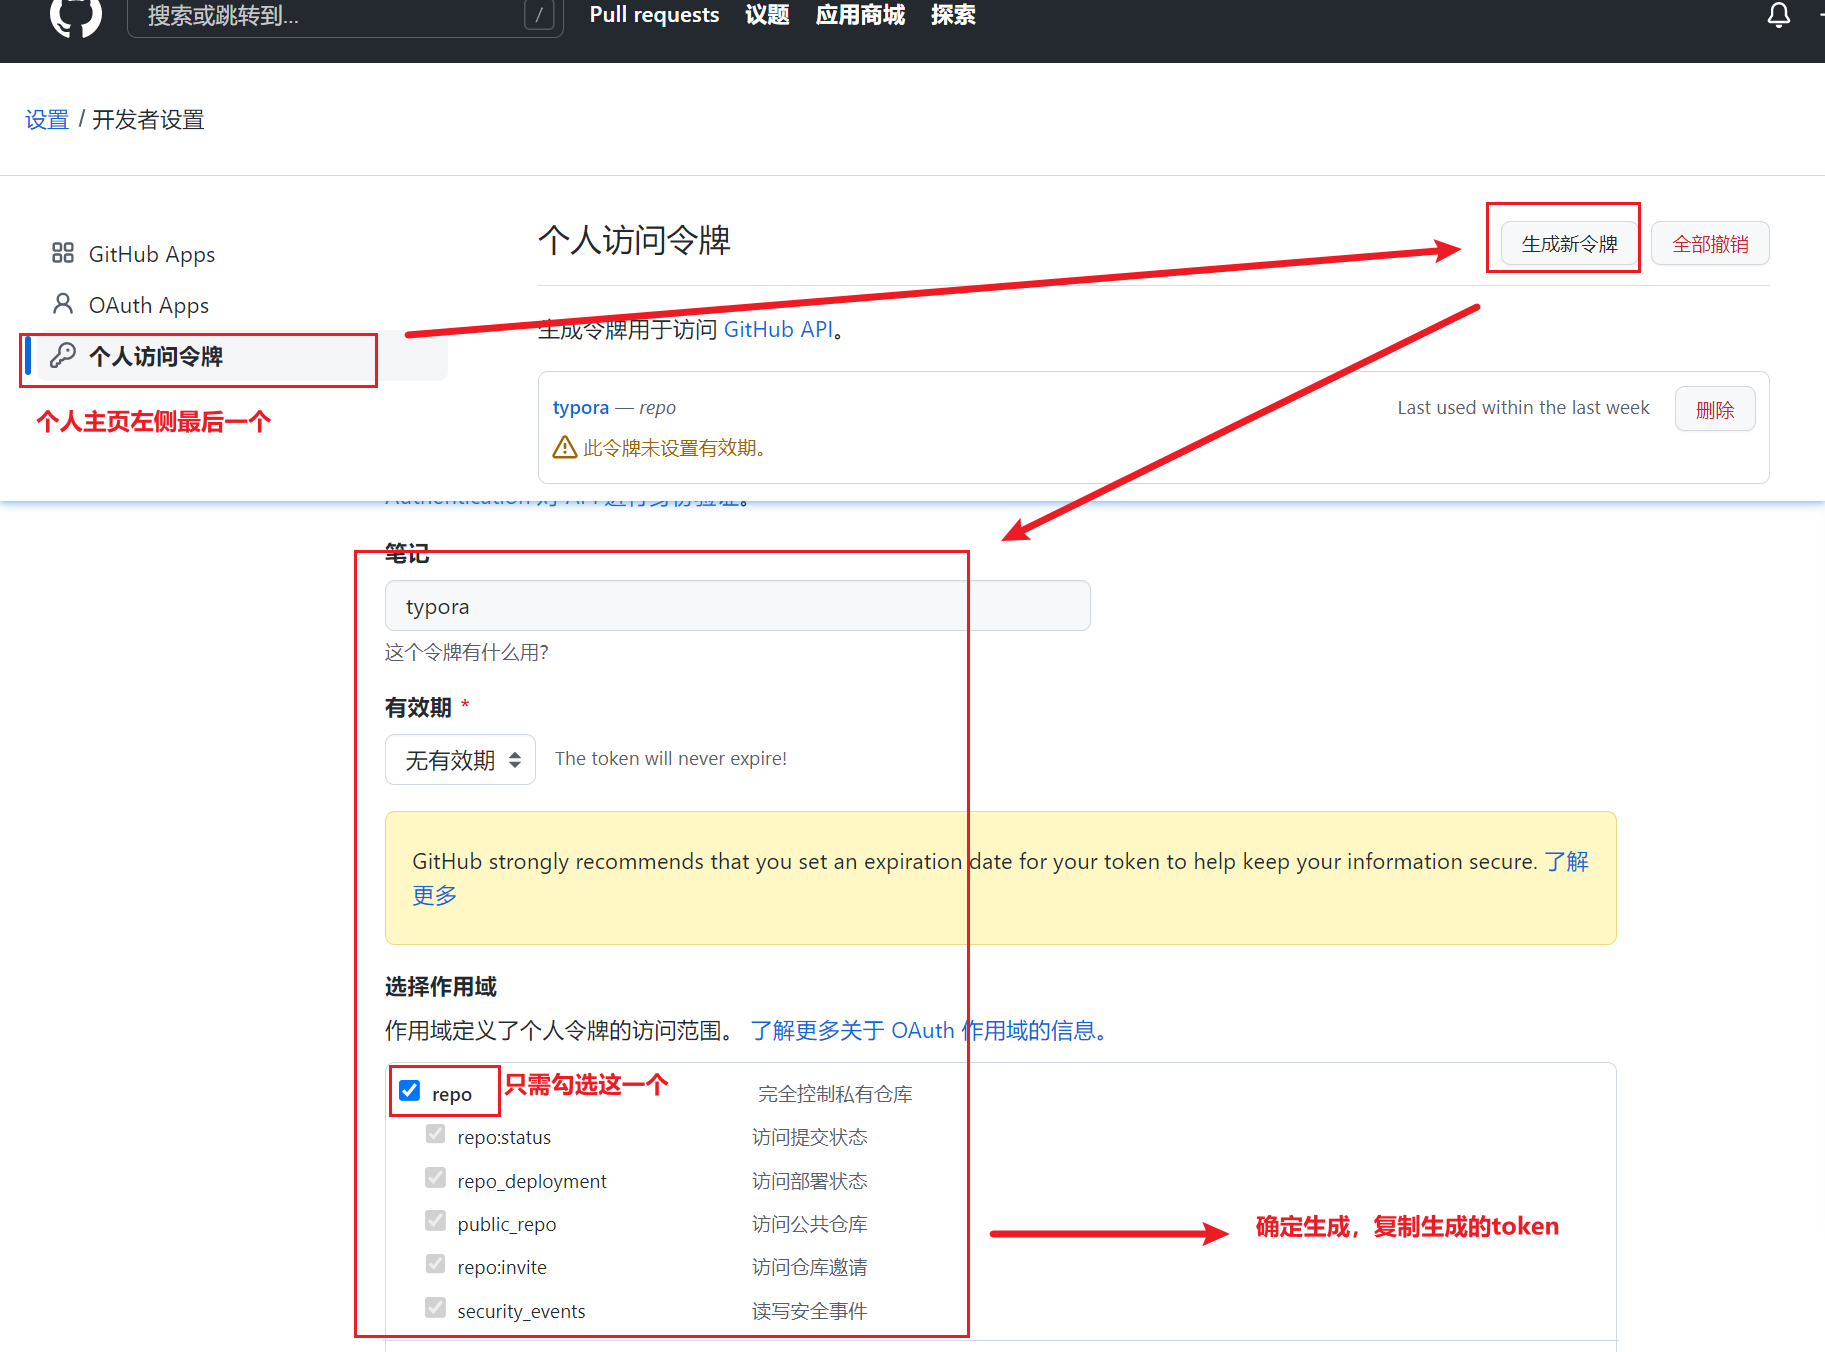 搜索或跳转到...
/
Pull requests 议题 应用商城 探索
设置 / 开发者设置
GitHub Apps
OAuth Apps
个人访问令牌
个人主页左侧最后一个
个人访问令牌
生成新令牌
全部撤销
生成令牌用于访问 GitHub API。
typora — repo
Last used within the last week
删除
此令牌未设置有效期。
Authentication 对 API 进行身份验证。
笔记
typora
这个令牌有什么用?
有效期 *
无有效期
The token will never expire!
GitHub strongly recommends that you set an expiration date for your token to help keep your information secure. 了解
更多
选择作用域
作用域定义了个人令牌的访问范围。 了解更多关于 OAuth 作用域的信息。
repo 只需勾选这一个 完全控制私有仓库
repo:status 访问提交状态
repo_deployment 访问部署状态
public_repo 访问公共仓库
repo:invite 访问仓库邀请
security_events 读写安全事件
确定生成，复制生成的token